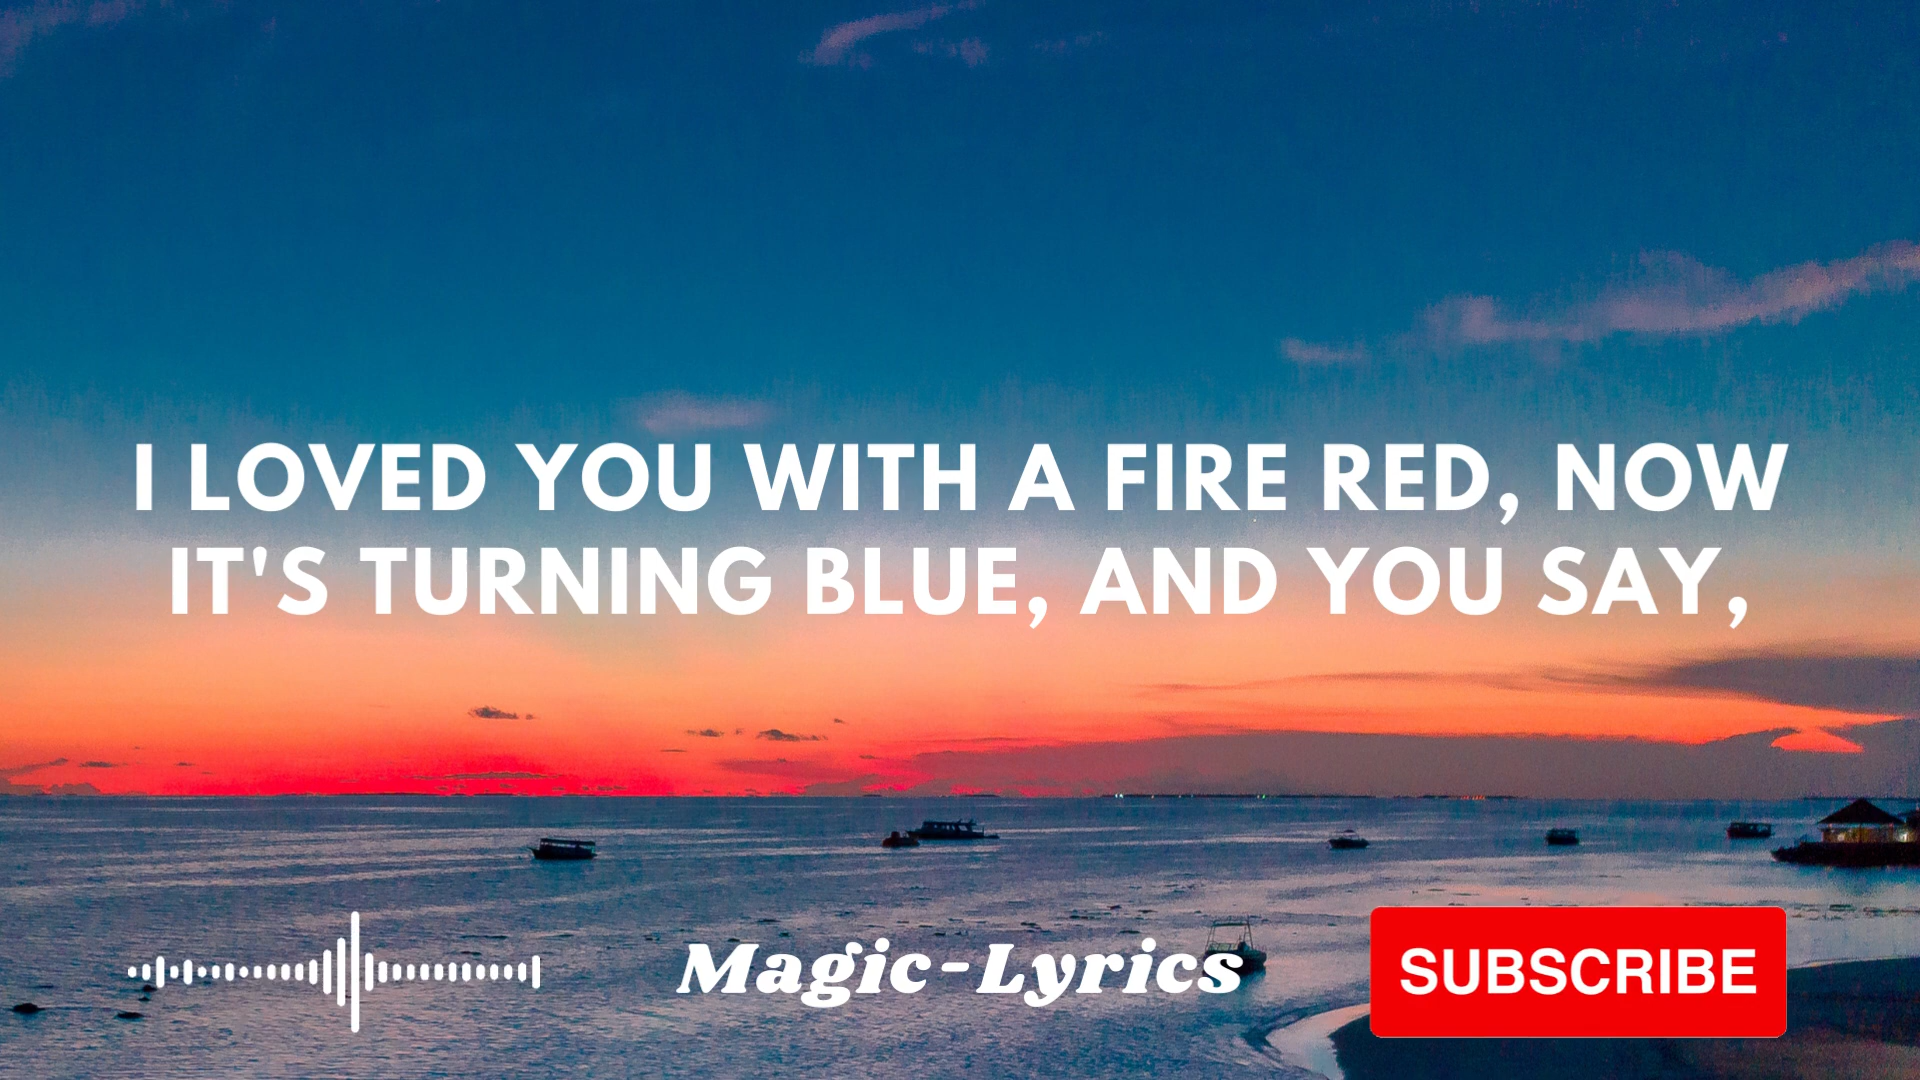 I LOVED YOU WITH A FIRE RED, NOW
IT'S TURNING BLUE, AND YOU SAY,
Magic-Lyrics
SUBSCRIBE